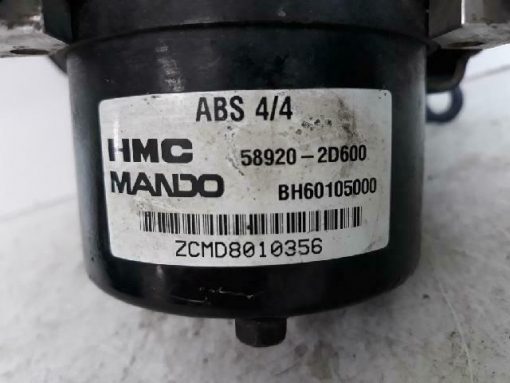 ABS 4/4
HMC 58920-2D600
MANDO BH60105000
ZCMD8010356